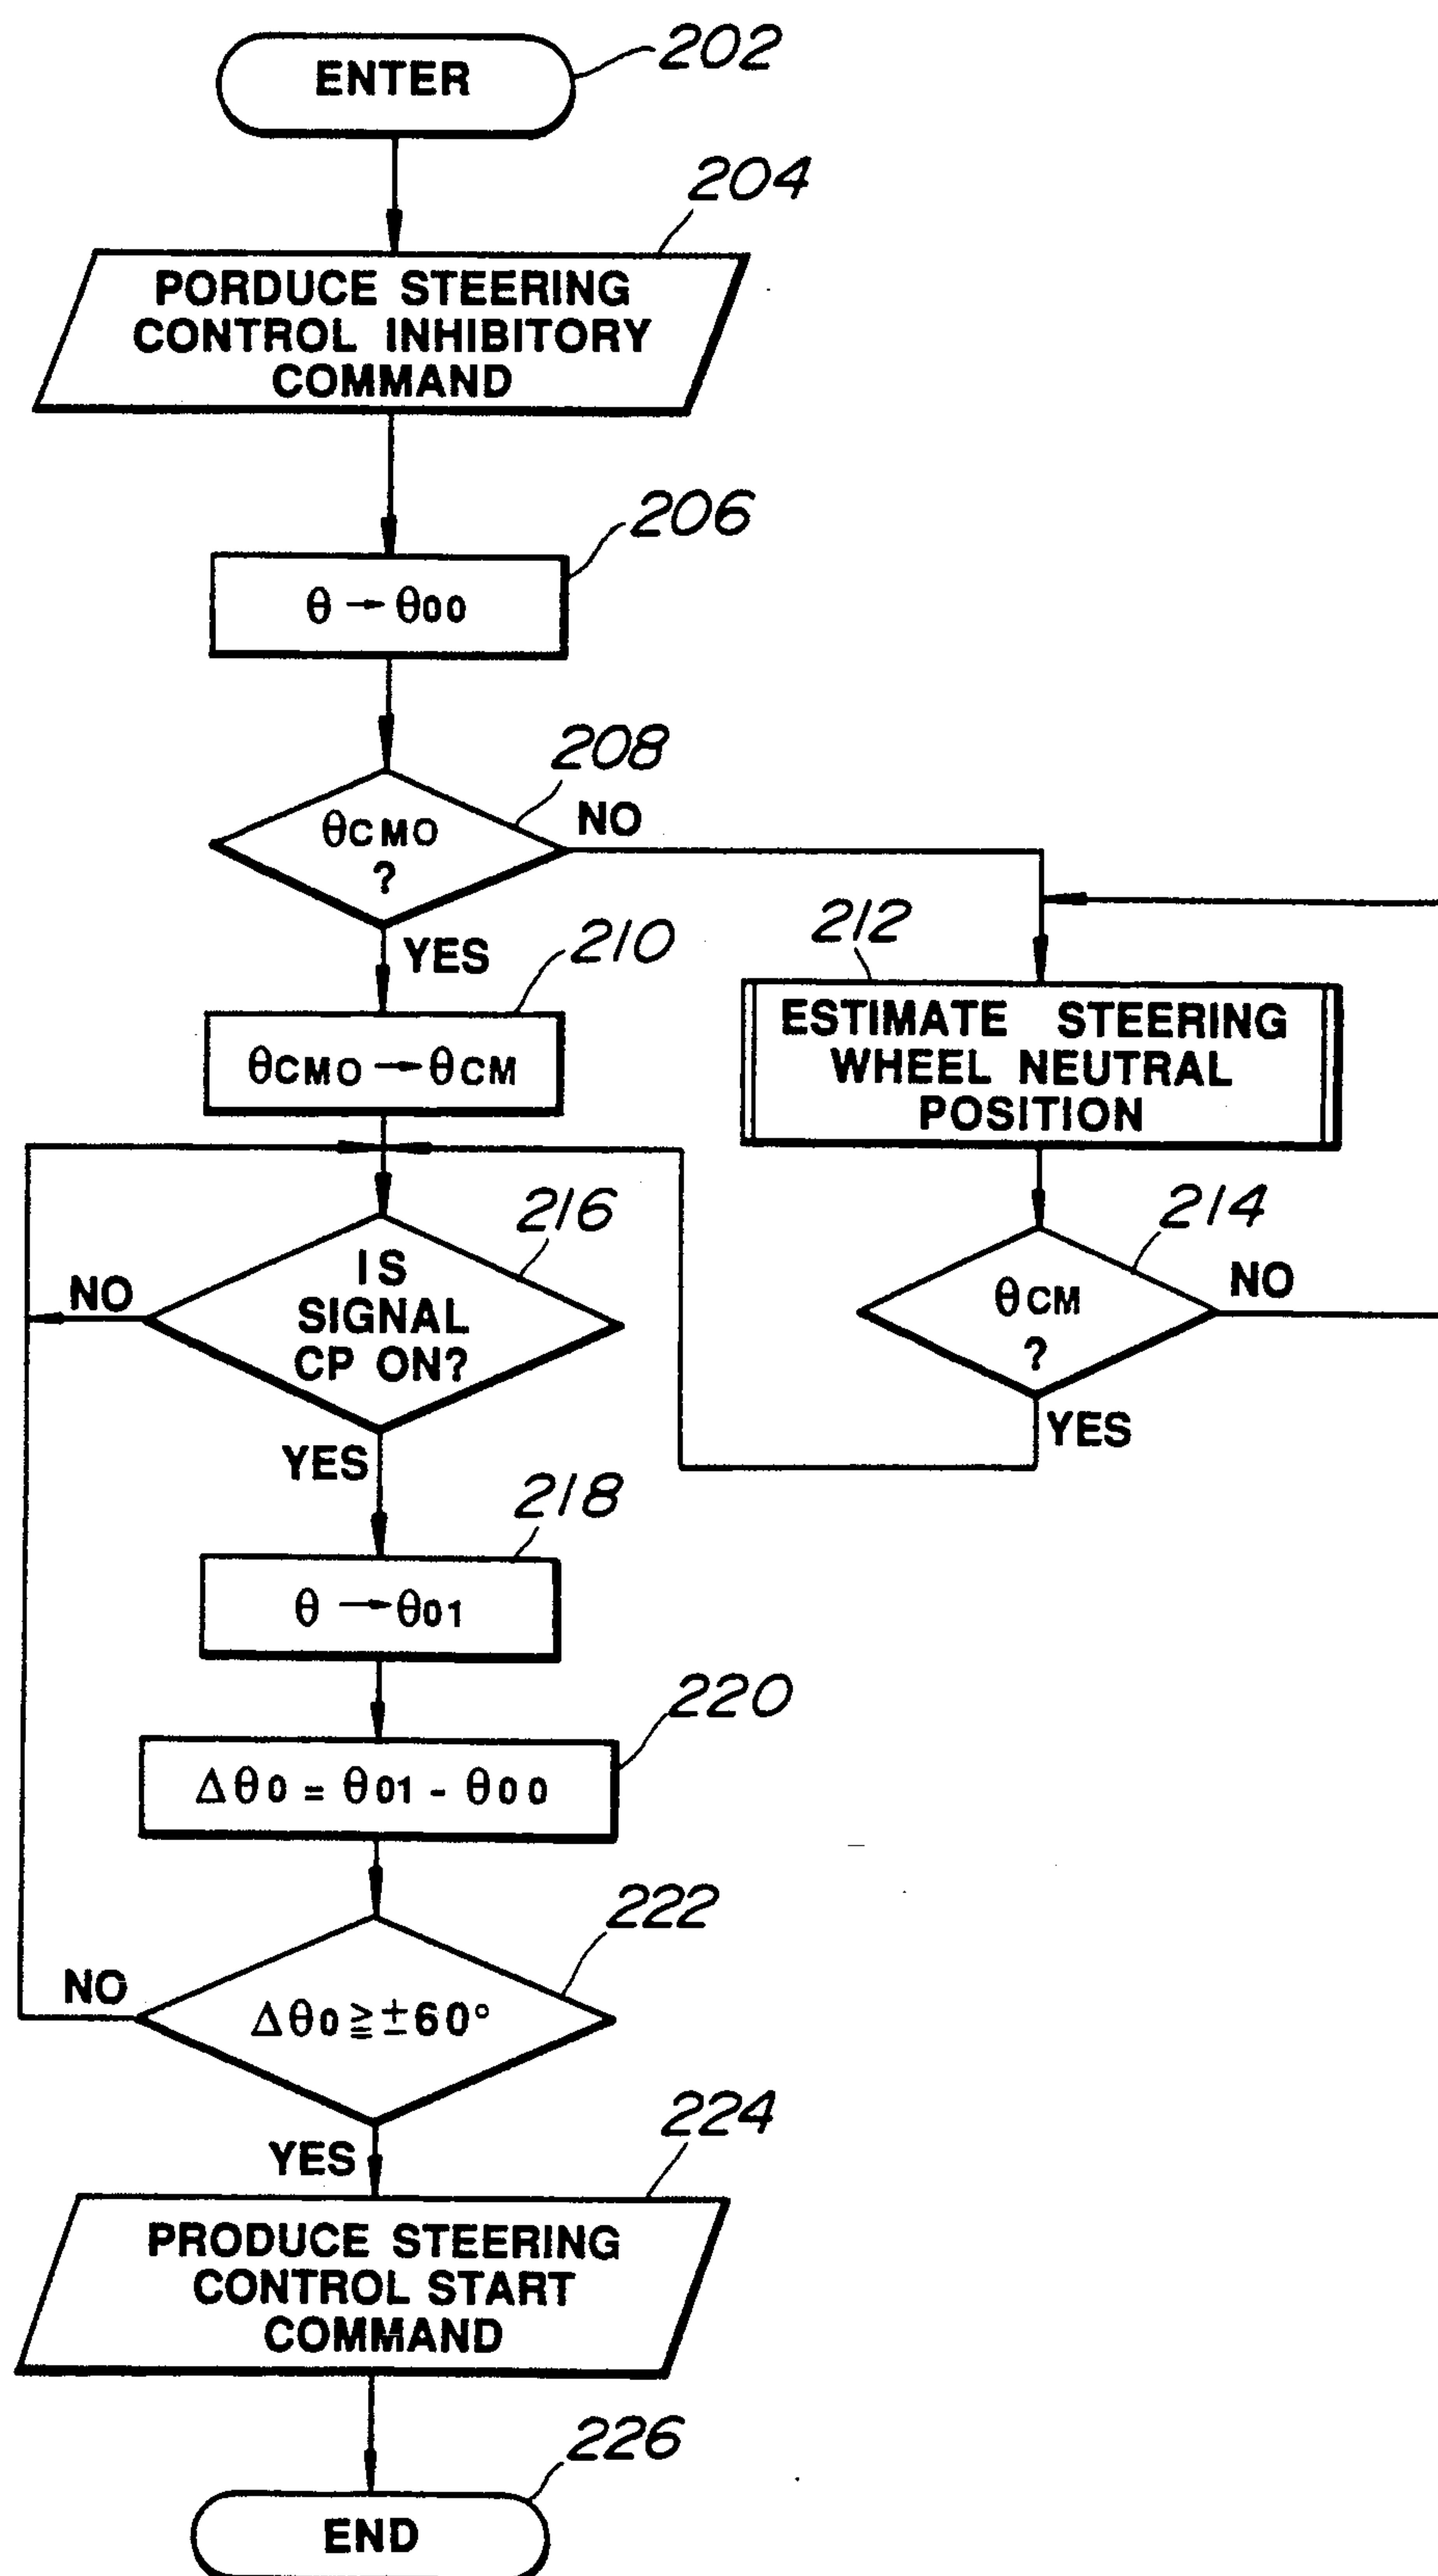 ENTER
202
204
PORDUCE STEERING
CONTROL INHIBITORY
COMMAND
206
θ → θ00
208
θCMO
?
NO
YES
210
θCMO → θCM
212
ESTIMATE STEERING
WHEEL NEUTRAL
POSITION
214
θCM
?
NO
YES
216
IS
SIGNAL
CP ON?
NO
YES
218
θ → θ01
220
Δθ0 = θ01 - θ00
222
Δθ0 ≧ ±60°
NO
YES
224
PRODUCE STEERING
CONTROL START
COMMAND
226
END